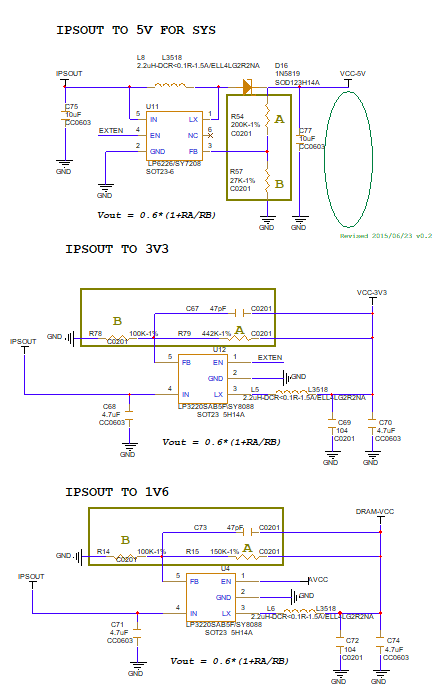 IPSOUT TO 5V FOR SYS
L8 L3518
2.2uH-DCR<0.1R-1.5A/ELL4LG2R2NA
D16
1N5819
SOD123H14A
IPSOUT
VCC-5V
C75
10uF
CC0603
U11
5 IN LX 1
EXTEN 4 EN NC 6
2 GND FB 3
LP6226/SY7208
SOT23-6
GND
GND
R54
200K-1%
C0201
A
R57
27K-1%
C0201
B
C77
10uF
CC0603
GND
GND
Vout = 0.6*(1+RA/RB)
Revised 2015/06/23 v0.2
IPSOUT TO 3V3
VCC-3V3
C67 47pF C0201
B
A
GND R78 100K-1% R79 442K-1% C0201
C0201
IPSOUT
U12
5 FB EN 1 EXTEN
GND 2 GND
4 IN LX 3 L5 L3518
2.2uH-DCR<0.1R-1.5A/ELL4LG2R2NA
LP3220SAB5F\SY8088
SOT23 5H14A
C68
4.7uF
CC0603
GND
C69
104
C0201
GND
C70
4.7uF
CC0603
GND
Vout = 0.6*(1+RA/RB)
IPSOUT TO 1V6
DRAM-VCC
C73 47pF C0201
B
A
GND R14 100K-1% R15 150K-1% C0201
C0201
IPSOUT
U4
5 FB EN 1 AVCC
GND 2 GND
4 IN LX 3 L6 L3518
2.2uH-DCR<0.1R-1.5A/ELL4LG2R2NA
LP3220SAB5F/SY8088
SOT23 5H14A
C71
4.7uF
CC0603
GND
C72
104
C0201
GND
C74
4.7uF
CC0603
GND
Vout = 0.6*(1+RA/RB)